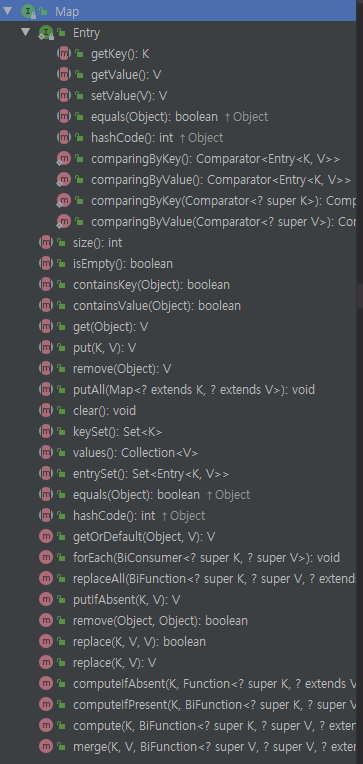 Map
Entry
getKey(): K
getValue(): V
setValue(V): V
equals(Object): boolean ↑Object
hashCode(): int ↑Object
comparingByKey(): Comparator<Entry<K, V>>
comparingByValue(): Comparator<Entry<K, V>>
comparingByKey(Comparator<? super K>): Comp
comparingByValue(Comparator<? super V>): Cor
size(): int
isEmpty(): boolean
containsKey(Object): boolean
containsValue(Object): boolean
get(Object): V
put(K, V): V
remove(Object): V
putAll(Map<? extends K, ? extends V>): void
clear(): void
keySet(): Set<K>
values(): Collection<V>
entrySet(): Set<Entry<K, V>>
equals(Object): boolean ↑Object
hashCode(): int ↑Object
getOrDefault(Object, V): V
forEach(BiConsumer<? super K, ? super V>): void
replaceAll(BiFunction<? super K, ? super V, ? extends
putIfAbsent(K, V): V
remove(Object, Object): boolean
replace(K, V, V): boolean
replace(K, V): V
computeIfAbsent(K, Function<? super K, ? extends V
computeIfPresent(K, BiFunction<? super K, ? super V
compute(K, BiFunction<? super K, ? super V, ? exten
merge(K, V, BiFunction<? super V, ? super V, ? exten